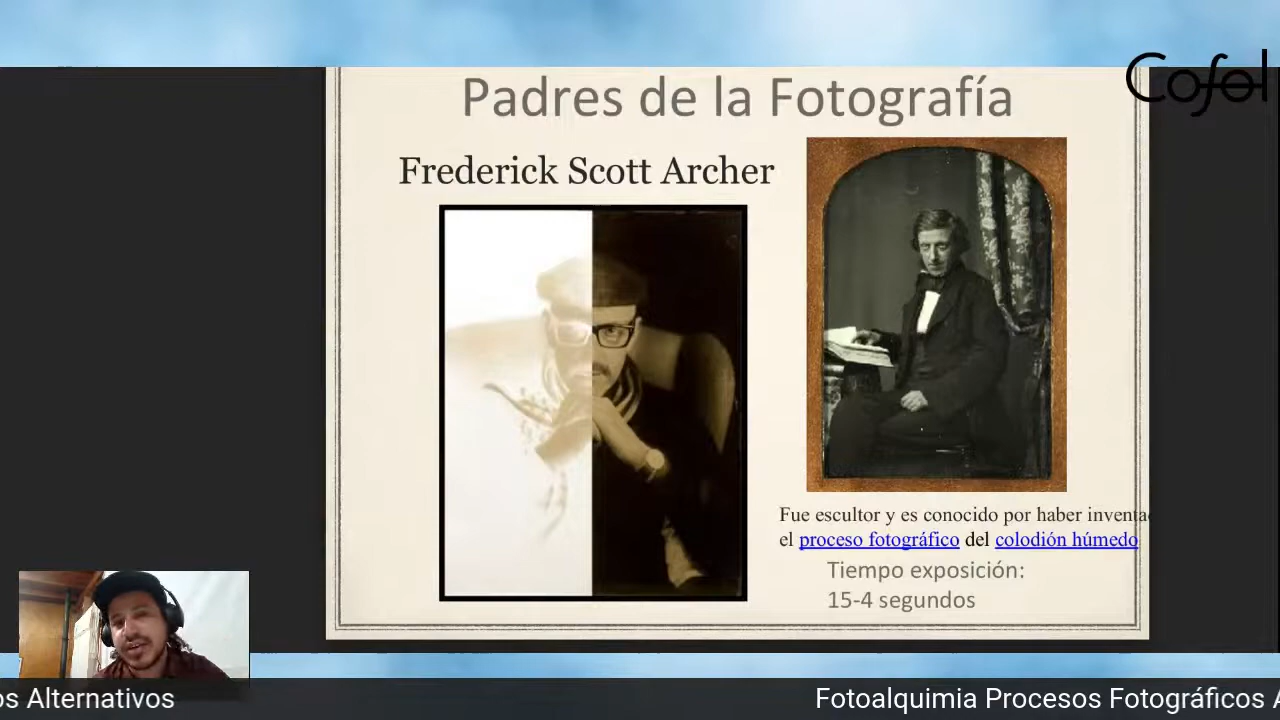 Cofol
Padres de la Fotografía
Frederick Scott Archer
Fue escultor y es conocido por haber inventa
el proceso fotográfico del colodión húmedo
Tiempo exposición:
15-4 segundos
os Alternativos
Fotoalquimia Procesos Fotográficos A